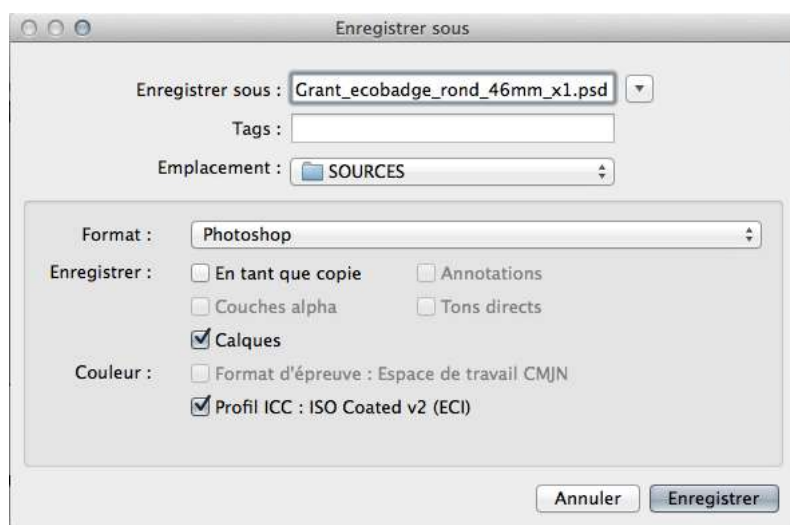 Enregistrer sous
Enregistrer sous : Grant_ecobadge_rond_46mm_x1.psd
Tags :
Emplacement : SOURCES
Format : Photoshop
Enregistrer : En tant que copie Annotations
Couches alpha Tons directs
Calques
Couleur : Format d'épreuve : Espace de travail CMJN
Profil ICC : ISO Coated v2 (ECI)
Annuler Enregistrer